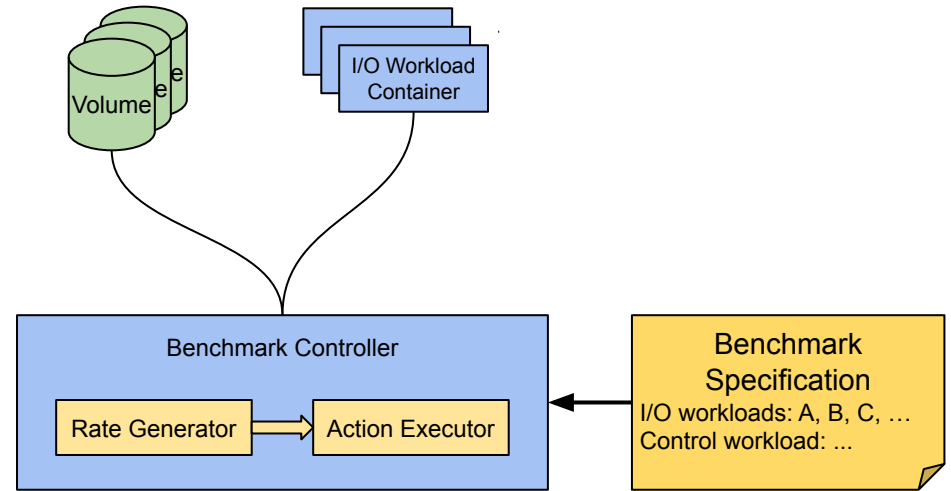 Volume
e
e
I/O Workload
Container
Benchmark Controller
Rate Generator
Action Executor
Benchmark
Specification
I/O workloads: A, B, C, …
Control workload: ...